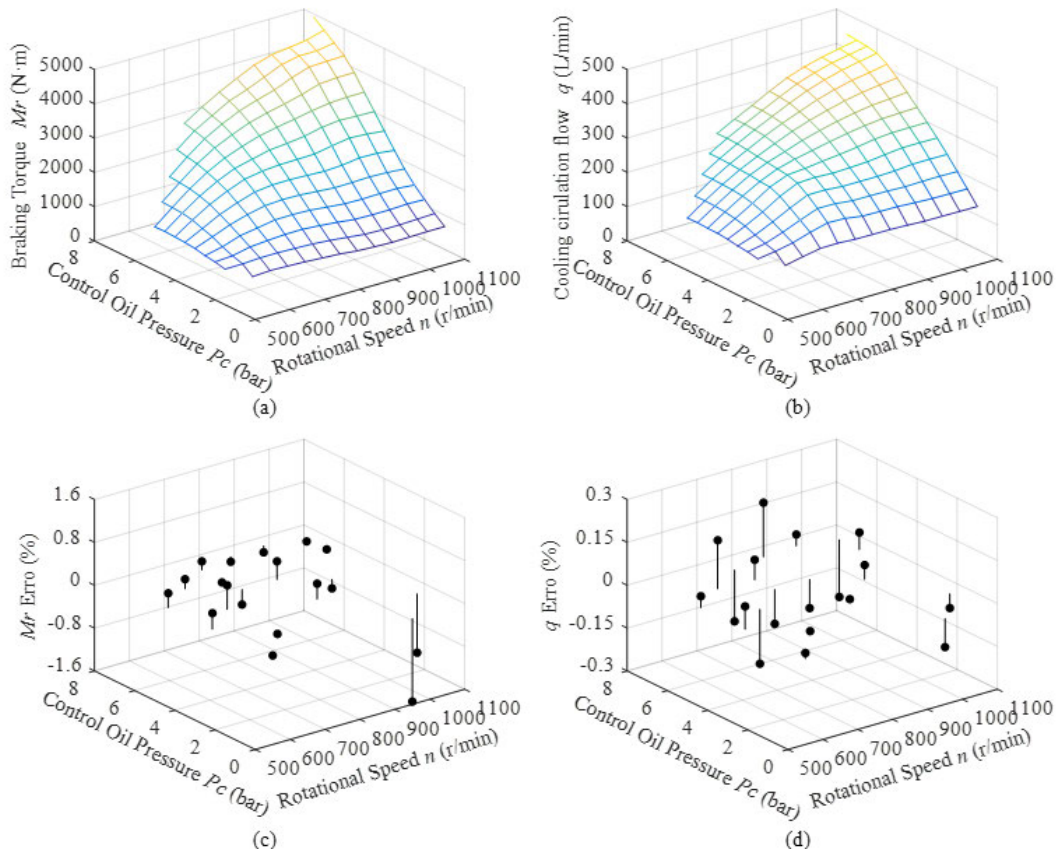 Braking Torque Mr (N·m)
5000
4000
3000
2000
1000
0
8
6
4
2
0
Control Oil Pressure Pc (bar)
500 600 700 800 900 1000 1100
Rotational Speed n (r/min)
(a)
Cooling cirulation flow q (L/min)
500
400
300
200
100
0
8
6
4
2
0
Control Oil Pressure Pc (bar)
500 600 700 800 900 1000 1100
Rotational Speed n (r/min)
(b)
Mr Erro (%)
1.6
0.8
0
-0.8
-1.6
8
6
4
2
0
Control Oil Pressure Pc (bar)
500 600 700 800 900 1000 1100
Rotational Speed n (r/min)
(c)
q Erro (%)
0.3
0.15
0
-0.15
-0.3
8
6
4
2
0
Control Oil Pressure Pc (bar)
500 600 700 800 900 1000 1100
Rotational Speed n (r/min)
(d)